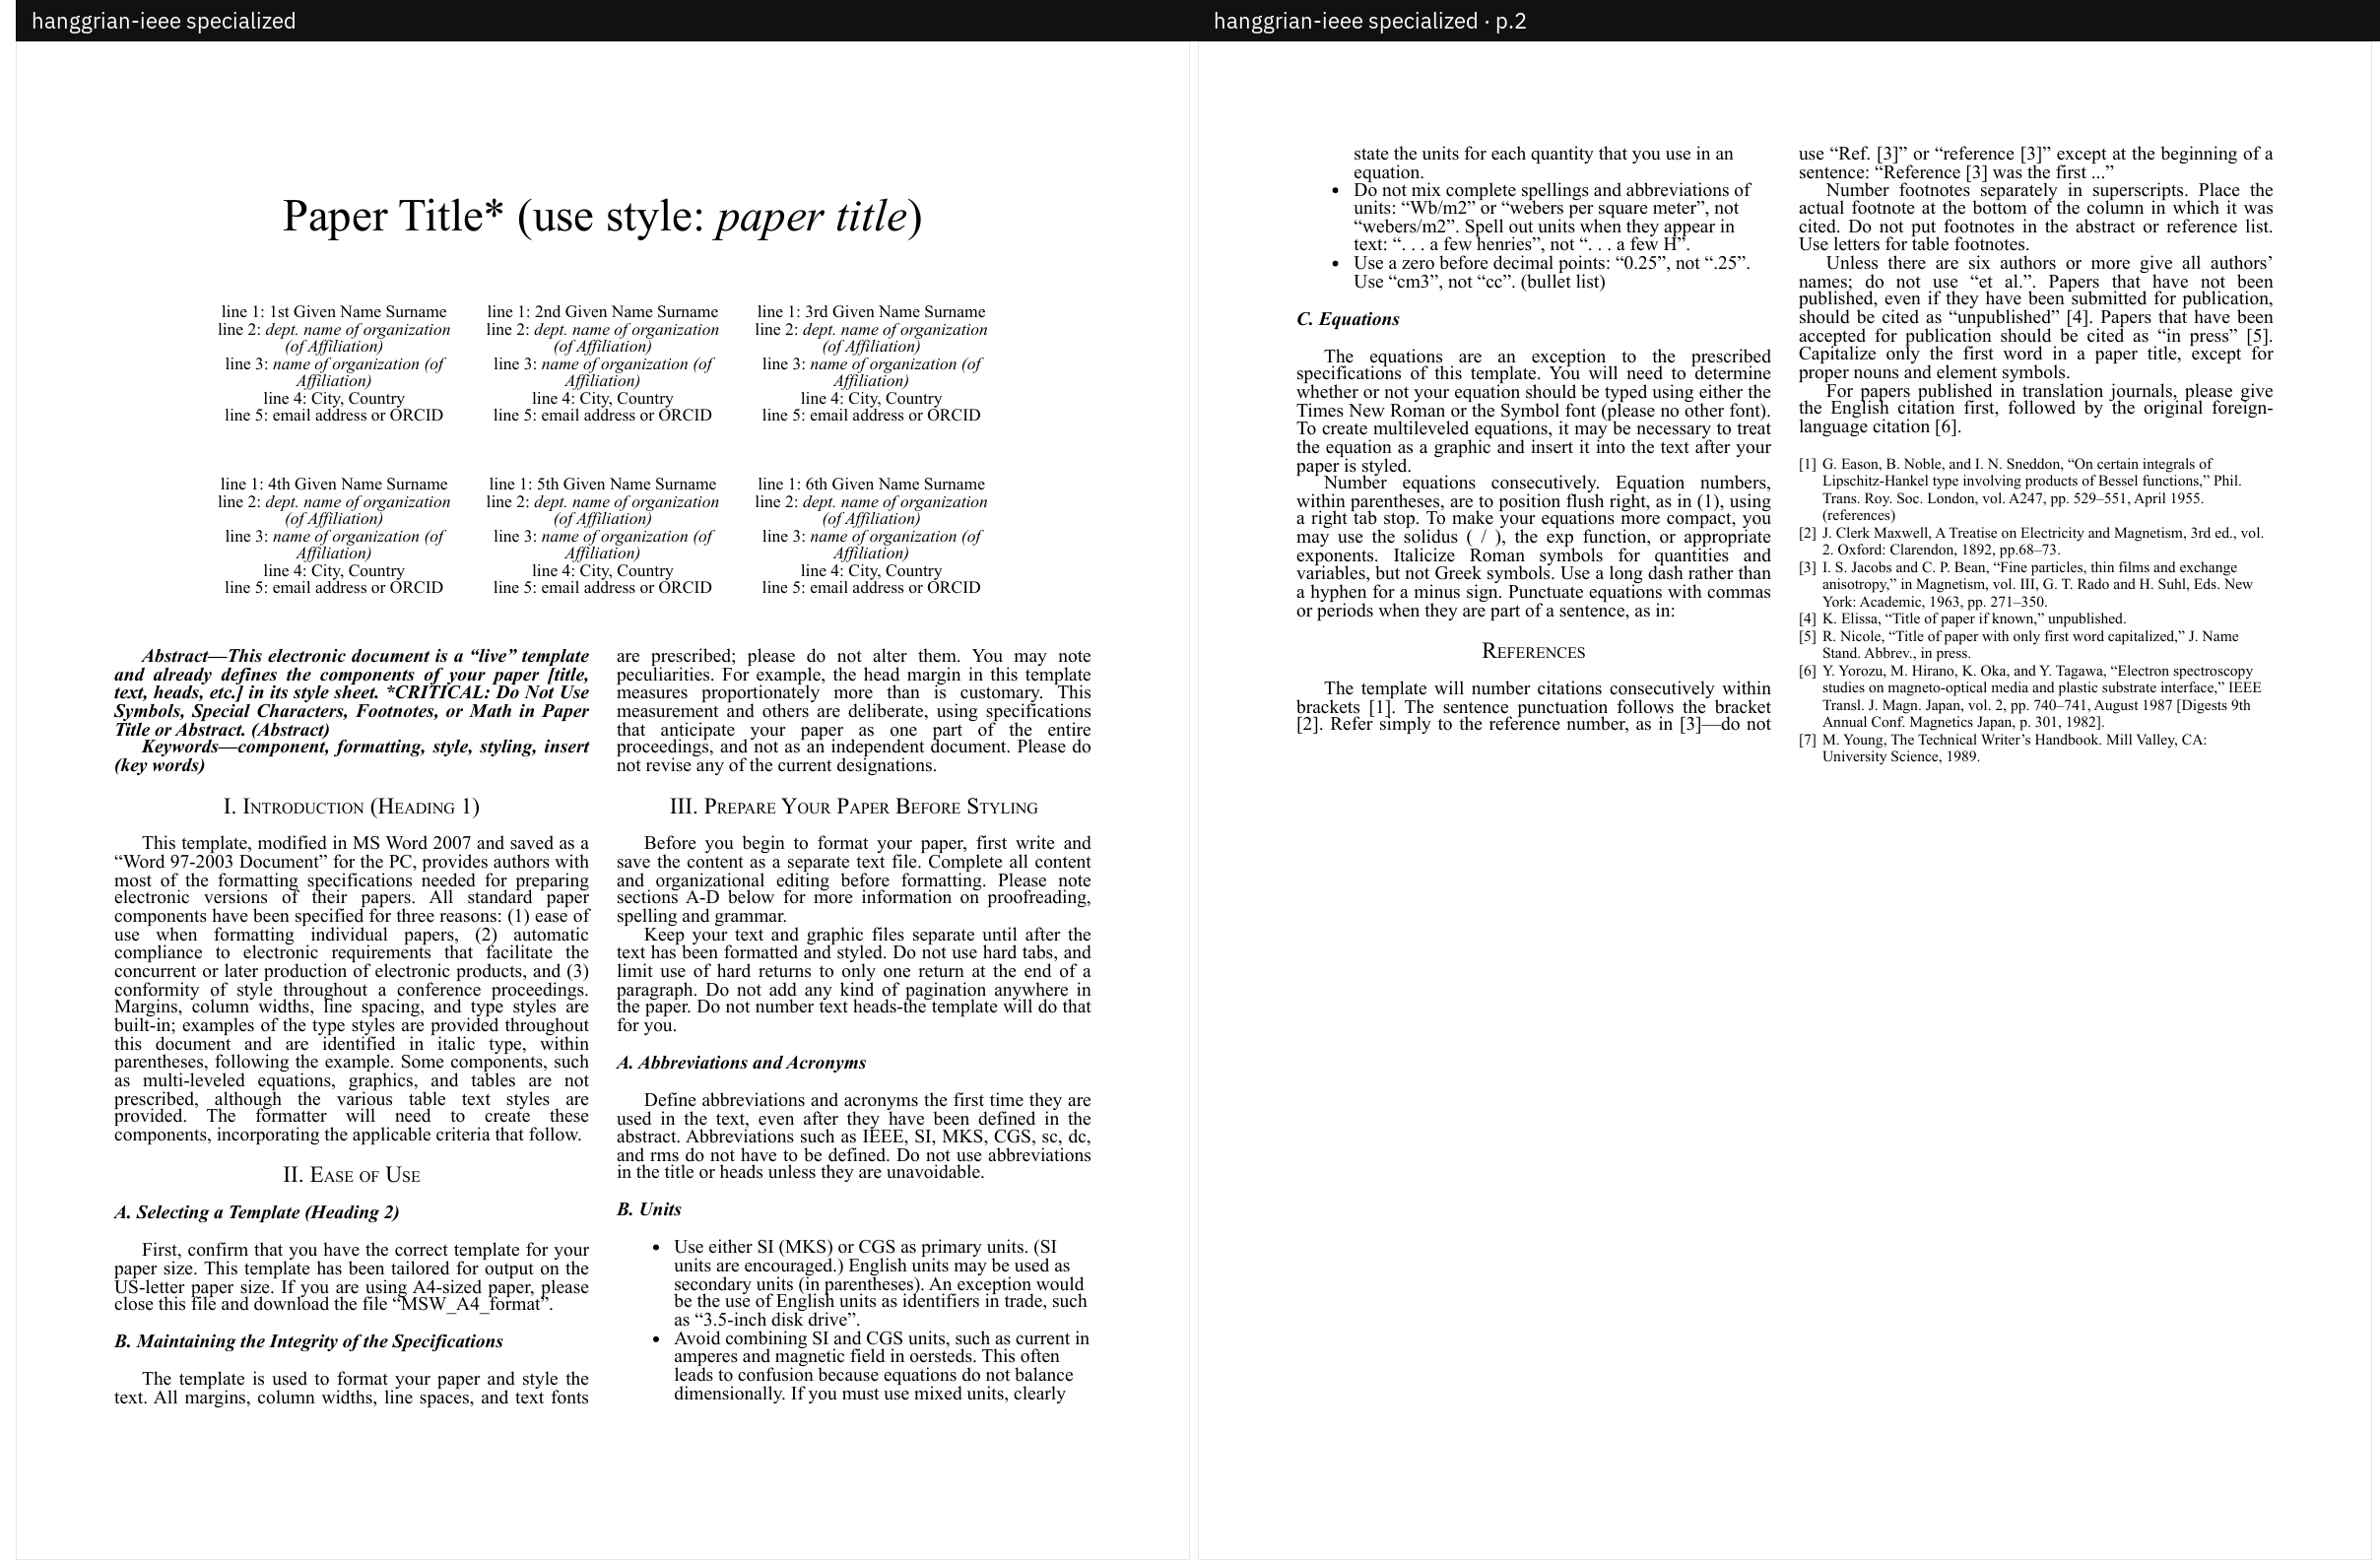 hanggrian-ieee specialized
Paper Title* (use style: paper title)
line 1: 1st Given Name Surname
line 2: dept. name of organization
(of Affiliation)
line 3: name of organization (of
Affiliation)
line 4: City, Country
line 5: email address or ORCID
line 1: 2nd Given Name Surname
line 2: dept. name of organization
(of Affiliation)
line 3: name of organization (of
Affiliation)
line 4: City, Country
line 5: email address or ORCID
line 1: 3rd Given Name Surname
line 2: dept. name of organization
(of Affiliation)
line 3: name of organization (of
Affiliation)
line 4: City, Country
line 5: email address or ORCID
line 1: 4th Given Name Surname
line 2: dept. name of organization
(of Affiliation)
line 3: name of organization (of
Affiliation)
line 4: City, Country
line 5: email address or ORCID
line 1: 5th Given Name Surname
line 2: dept. name of organization
(of Affiliation)
line 3: name of organization (of
Affiliation)
line 4: City, Country
line 5: email address or ORCID
line 1: 6th Given Name Surname
line 2: dept. name of organization
(of Affiliation)
line 3: name of organization (of
Affiliation)
line 4: City, Country
line 5: email address or ORCID
Abstract—This electronic document is a “live” template
and already defines the components of your paper [title,
text, heads, etc.] in its style sheet. *CRITICAL: Do Not Use
Symbols, Special Characters, Footnotes, or Math in Paper
Title or Abstract. (Abstract)
Keywords—component, formatting, style, styling, insert
(key words)
I. Introduction (Heading 1)
This template, modified in MS Word 2007 and saved as a
“Word 97-2003 Document” for the PC, provides authors with
most of the formatting specifications needed for preparing
electronic versions of their papers. All standard paper
components have been specified for three reasons: (1) ease of
use when formatting individual papers, (2) automatic
compliance to electronic requirements that facilitate the
concurrent or later production of electronic products, and (3)
conformity of style throughout a conference proceedings.
Margins, column widths, line spacing, and type styles are
built-in; examples of the type styles are provided throughout
this document and are identified in italic type, within
parentheses, following the example. Some components, such
as multi-leveled equations, graphics, and tables are not
prescribed, although the various table text styles are
provided. The formatter will need to create these
components, incorporating the applicable criteria that follow.
II. Ease of Use
A. Selecting a Template (Heading 2)
First, confirm that you have the correct template for your
paper size. This template has been tailored for output on the
US-letter paper size. If you are using A4-sized paper, please
close this file and download the file “MSW_A4_format”.
B. Maintaining the Integrity of the Specifications
The template is used to format your paper and style the
text. All margins, column widths, line spaces, and text fonts
are prescribed; please do not alter them. You may note
peculiarities. For example, the head margin in this template
measures proportionately more than is customary. This
measurement and others are deliberate, using specifications
that anticipate your paper as one part of the entire
proceedings, and not as an independent document. Please do
not revise any of the current designations.
III. Prepare Your Paper Before Styling
Before you begin to format your paper, first write and
save the content as a separate text file. Complete all content
and organizational editing before formatting. Please note
sections A-D below for more information on proofreading,
spelling and grammar.
Keep your text and graphic files separate until after the
text has been formatted and styled. Do not use hard tabs, and
limit use of hard returns to only one return at the end of a
paragraph. Do not add any kind of pagination anywhere in
the paper. Do not number text heads-the template will do that
for you.
A. Abbreviations and Acronyms
Define abbreviations and acronyms the first time they are
used in the text, even after they have been defined in the
abstract. Abbreviations such as IEEE, SI, MKS, CGS, sc, dc,
and rms do not have to be defined. Do not use abbreviations
in the title or heads unless they are unavoidable.
B. Units
• Use either SI (MKS) or CGS as primary units. (SI
units are encouraged.) English units may be used as
secondary units (in parentheses). An exception would
be the use of English units as identifiers in trade, such
as “3.5-inch disk drive”.
• Avoid combining SI and CGS units, such as current in
amperes and magnetic field in oersteds. This often
leads to confusion because equations do not balance
dimensionally. If you must use mixed units, clearly
hanggrian-ieee specialized · p.2
state the units for each quantity that you use in an
equation.
• Do not mix complete spellings and abbreviations of
units: “Wb/m2” or “webers per square meter”, not
“webers/m2”. Spell out units when they appear in
text: “. . . a few henries”, not “. . . a few H”.
• Use a zero before decimal points: “0.25”, not “.25”.
Use “cm3”, not “cc”. (bullet list)
C. Equations
The equations are an exception to the prescribed
specifications of this template. You will need to determine
whether or not your equation should be typed using either the
Times New Roman or the Symbol font (please no other font).
To create multileveled equations, it may be necessary to treat
the equation as a graphic and insert it into the text after your
paper is styled.
Number equations consecutively. Equation numbers,
within parentheses, are to position flush right, as in (1), using
a right tab stop. To make your equations more compact, you
may use the solidus ( / ), the exp function, or appropriate
exponents. Italicize Roman symbols for quantities and
variables, but not Greek symbols. Use a long dash rather than
a hyphen for a minus sign. Punctuate equations with commas
or periods when they are part of a sentence, as in:
References
The template will number citations consecutively within
brackets [1]. The sentence punctuation follows the bracket
[2]. Refer simply to the reference number, as in [3]—do not
use “Ref. [3]” or “reference [3]” except at the beginning of a
sentence: “Reference [3] was the first ...”
Number footnotes separately in superscripts. Place the
actual footnote at the bottom of the column in which it was
cited. Do not put footnotes in the abstract or reference list.
Use letters for table footnotes.
Unless there are six authors or more give all authors’
names; do not use “et al.”. Papers that have not been
published, even if they have been submitted for publication,
should be cited as “unpublished” [4]. Papers that have been
accepted for publication should be cited as “in press” [5].
Capitalize only the first word in a paper title, except for
proper nouns and element symbols.
For papers published in translation journals, please give
the English citation first, followed by the original foreign-
language citation [6].
[1] G. Eason, B. Noble, and I. N. Sneddon, “On certain integrals of
Lipschitz-Hankel type involving products of Bessel functions,” Phil.
Trans. Roy. Soc. London, vol. A247, pp. 529–551, April 1955.
(references)
[2] J. Clerk Maxwell, A Treatise on Electricity and Magnetism, 3rd ed., vol.
2. Oxford: Clarendon, 1892, pp.68–73.
[3] I. S. Jacobs and C. P. Bean, “Fine particles, thin films and exchange
anisotropy,” in Magnetism, vol. III, G. T. Rado and H. Suhl, Eds. New
York: Academic, 1963, pp. 271–350.
[4] K. Elissa, “Title of paper if known,” unpublished.
[5] R. Nicole, “Title of paper with only first word capitalized,” J. Name
Stand. Abbrev., in press.
[6] Y. Yorozu, M. Hirano, K. Oka, and Y. Tagawa, “Electron spectroscopy
studies on magneto-optical media and plastic substrate interface,” IEEE
Transl. J. Magn. Japan, vol. 2, pp. 740–741, August 1987 [Digests 9th
Annual Conf. Magnetics Japan, p. 301, 1982].
[7] M. Young, The Technical Writer’s Handbook. Mill Valley, CA:
University Science, 1989.